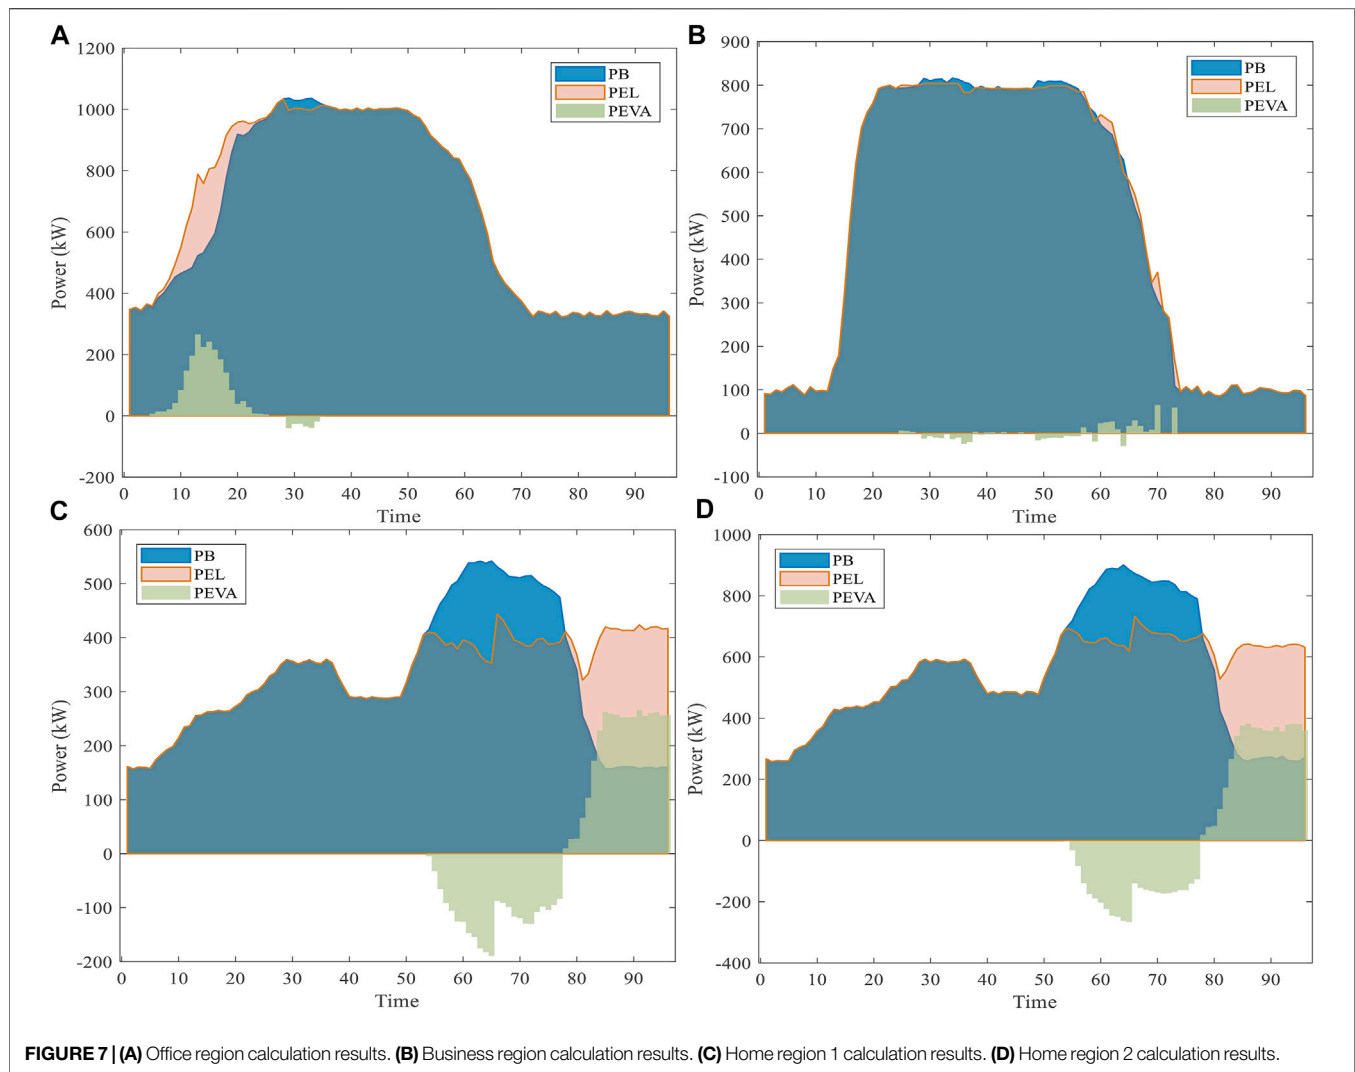 A
1200
1000
800
600
400
200
0
-200
Power (kW)
PB
PEL
PEVA
0 10 20 30 40 50 60 70 80 90
Time
B
900
800
700
600
500
400
300
200
100
0
-100
Power (kW)
PB
PEL
PEVA
0 10 20 30 40 50 60 70 80 90
Time
C
600
500
400
300
200
100
0
-100
-200
Power (kW)
PB
PEL
PEVA
0 10 20 30 40 50 60 70 80 90
Time
D
1000
800
600
400
200
0
-200
-400
Power (kW)
PB
PEL
PEVA
0 10 20 30 40 50 60 70 80 90
Time
FIGURE 7 | (A) Office region calculation results. (B) Business region calculation results. (C) Home region 1 calculation results. (D) Home region 2 calculation results.